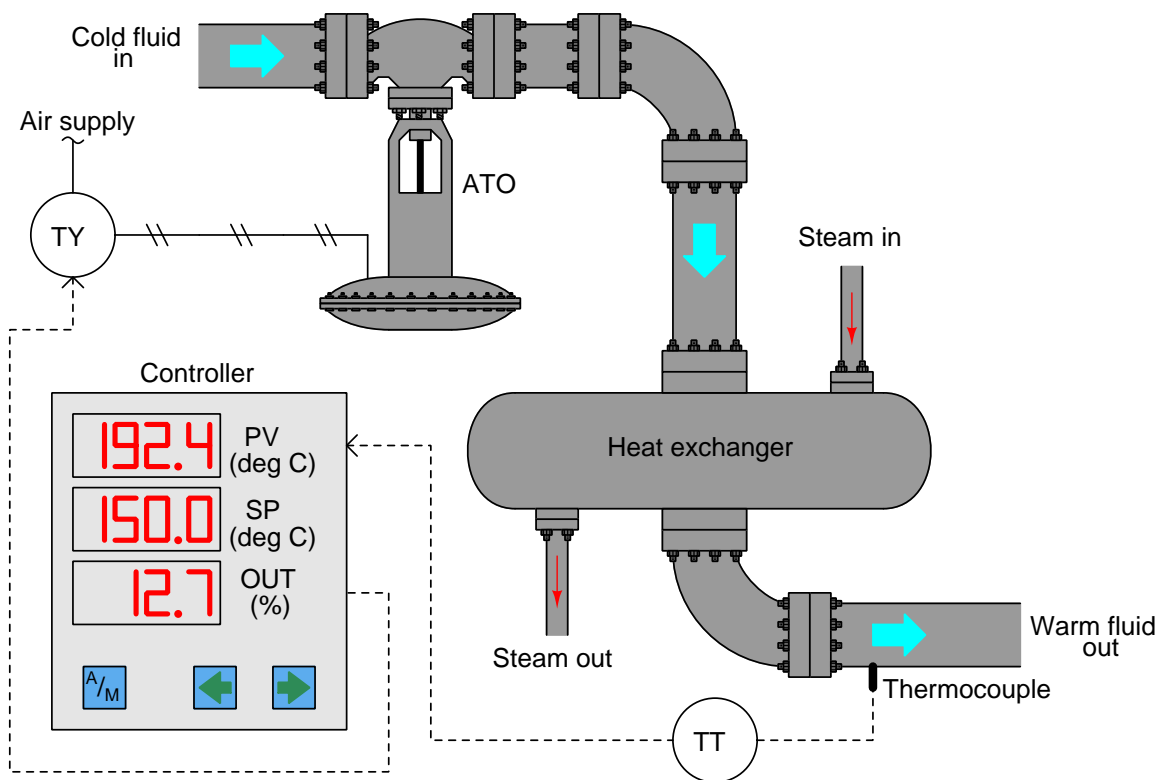 Cold fluid
in
Air supply
TY
ATO
Steam in
Controller
192.4
PV
(deg C)
150.0
SP
(deg C)
12.7
OUT
(%)
A/M
Heat exchanger
Steam out
Warm fluid
out
Thermocouple
TT